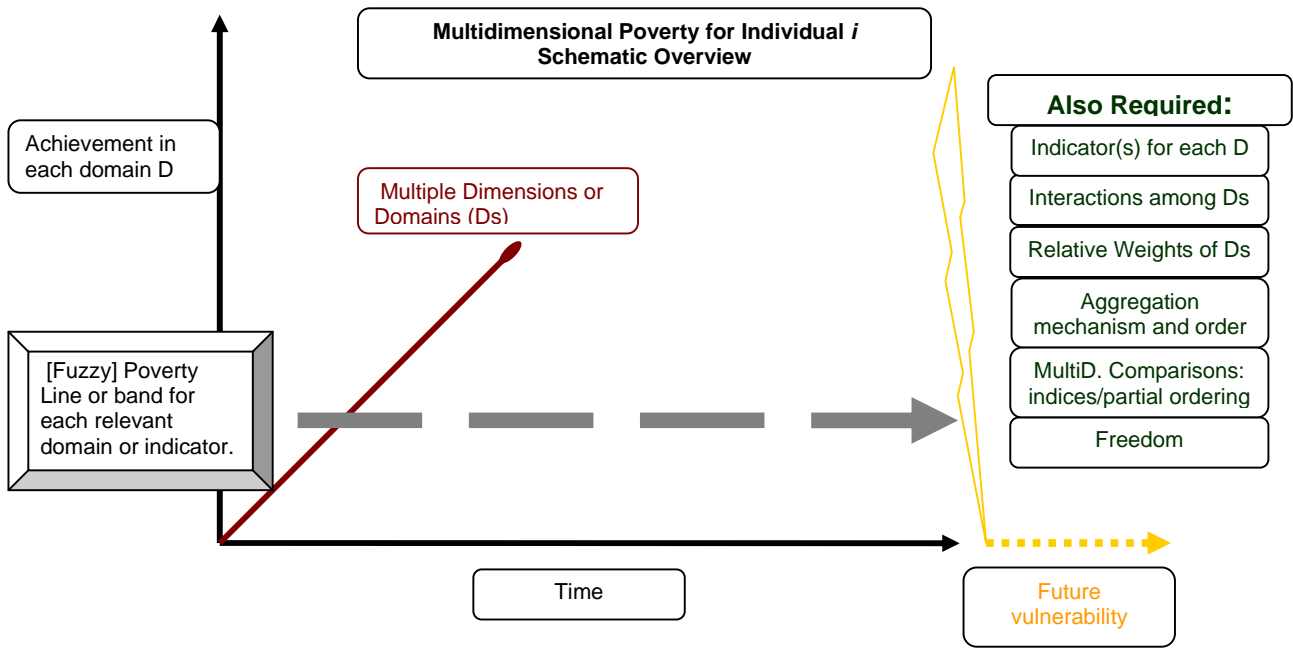 Multidimensional Poverty for Individual i
Schematic Overview
Achievement in
each domain D
Multiple Dimensions or
Domains (Ds)
[Fuzzy] Poverty
Line or band for
each relevant
domain or indicator.
Time
Future
vulnerability
Also Required:
Indicator(s) for each D
Interactions among Ds
Relative Weights of Ds
Aggregation
mechanism and order
MultiD. Comparisons:
indices/partial ordering
Freedom